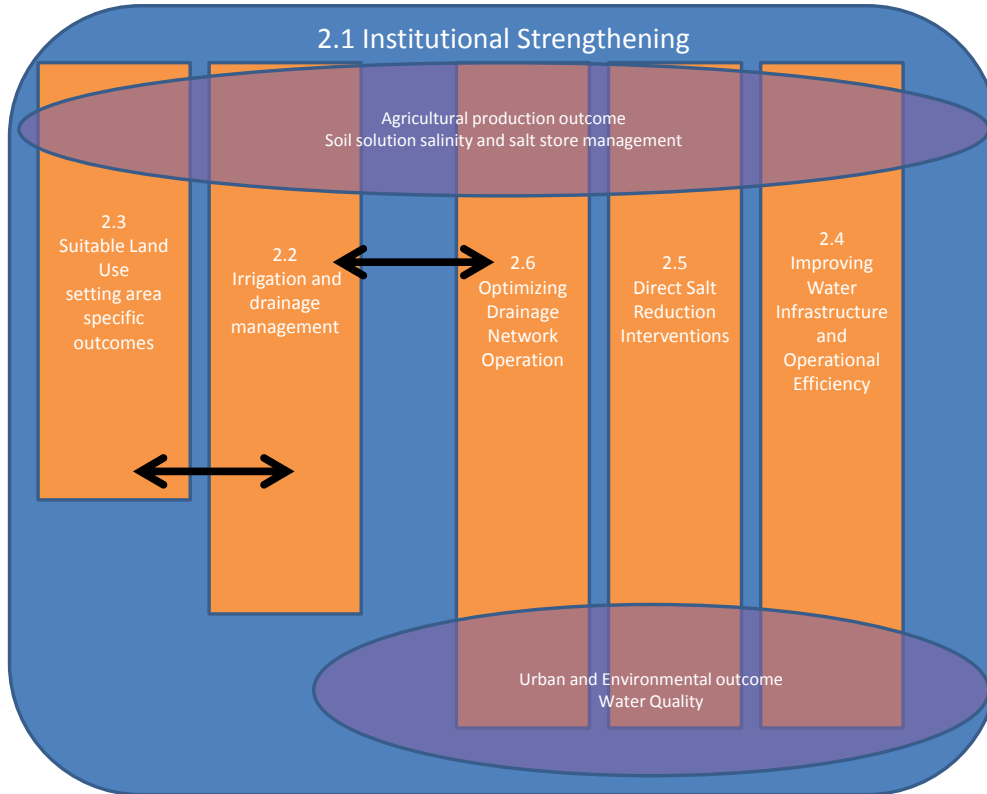 2.1 Institutional Strengthening
Agricultural production outcome
Soil solution salinity and salt store management
2.3
Suitable Land
Use
setting area
specific
outcomes
2.2
Irrigation and
drainage
management
2.6
Optimizing
Drainage
Network
Operation
2.5
Direct Salt
Reduction
Interventions
2.4
Improving
Water
Infrastructure
and
Operational
Efficiency
Urban and Environmental outcome
Water Quality